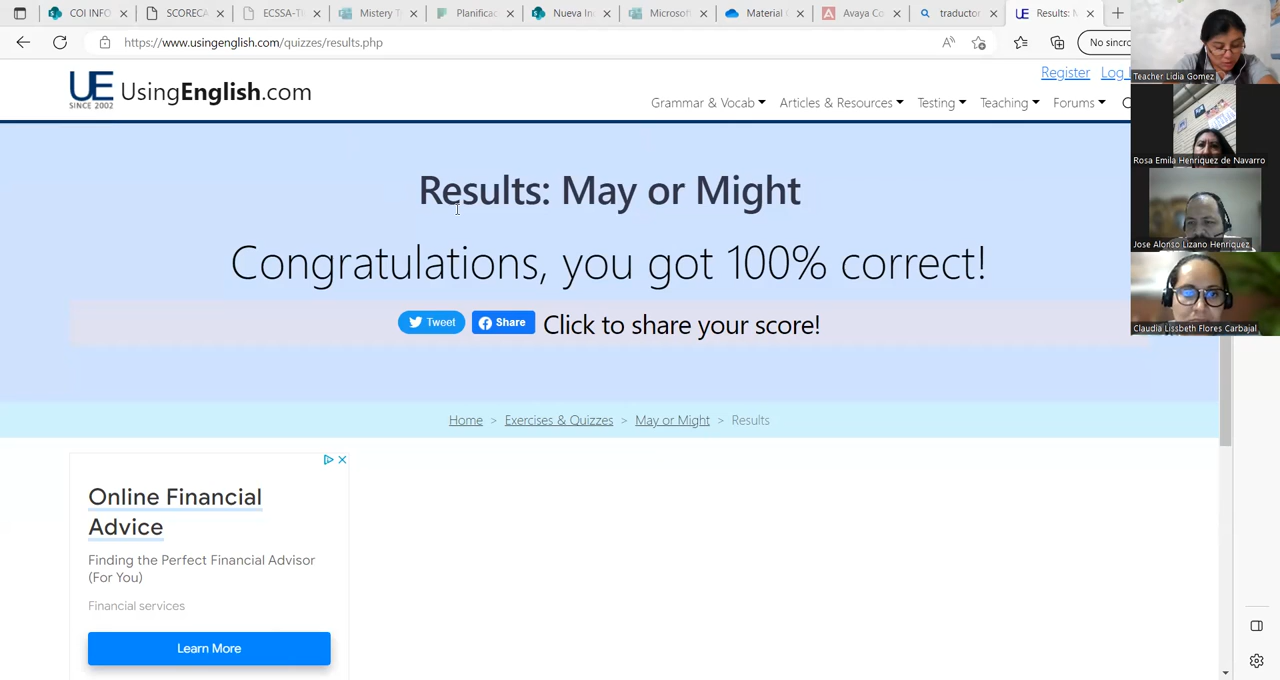 COI INFO
SCORECA
ECSSA-TI
Mistery T
Planificac
Nueva In
Microsof
Material
Avaya Co
traductor
Results: M
https://www.usingenglish.com/quizzes/results.php
No sincro
UE
SINCE 2002
UsingEnglish.com
Register
Log
Grammar & Vocab
Articles & Resources
Testing
Teaching
Forums
Results: May or Might
Congratulations, you got 100% correct!
Tweet
Share
Click to share your score!
Home > Exercises & Quizzes > May or Might > Results
Online Financial
Advice
Finding the Perfect Financial Advisor
(For You)
Financial services
Learn More
Teacher Lidia Gomez
Rosa Emila Henriquez de Navarro
Jose Alonso Lizano Henriquez
Claudia Lissbeth Flores Carbajal